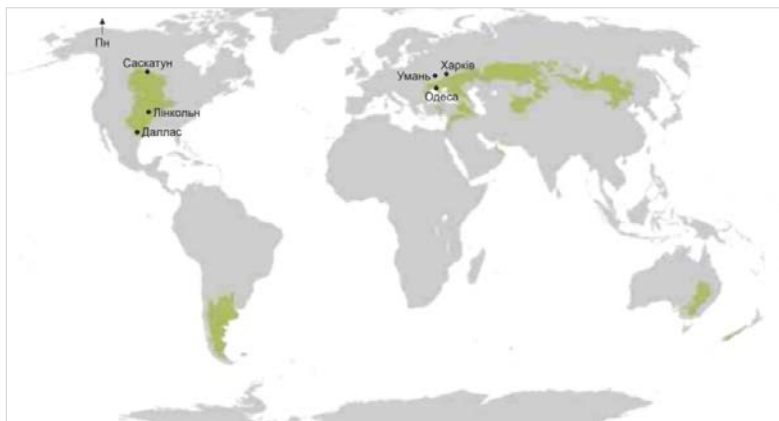 Пн
Саскатун
Лінкольн
Даллас
Харків
Умань
Одеса